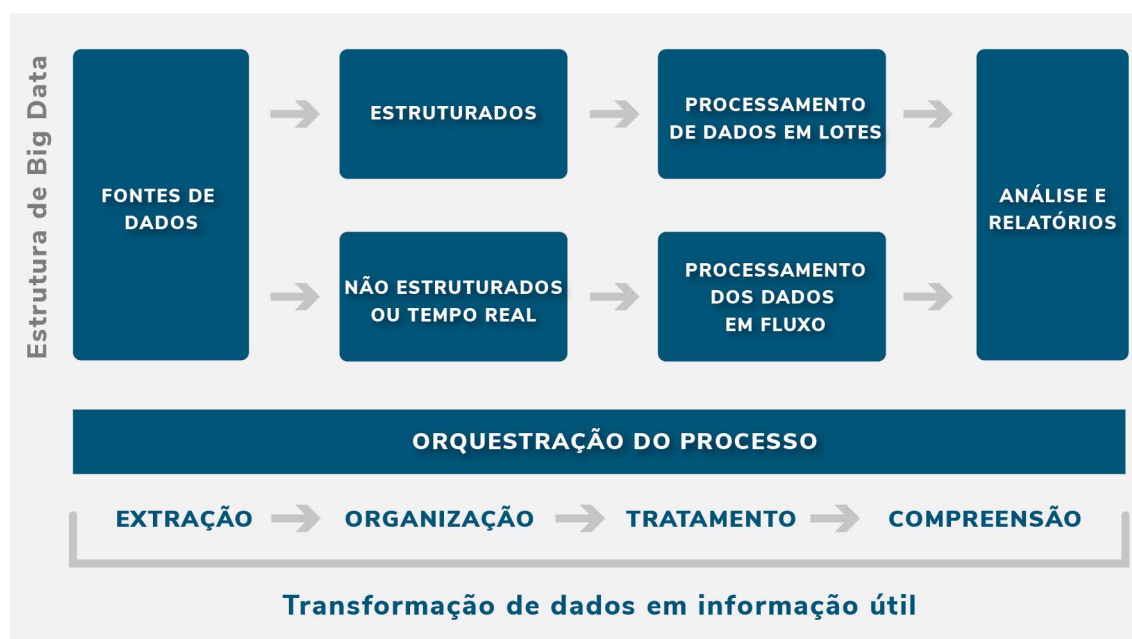 Estrutura de Big Data
FONTES DE
DADOS
ESTRUTURADOS
PROCESSAMENTO
DE DADOS EM LOTES
NÃO ESTRUTURADOS
OU TEMPO REAL
PROCESSAMENTO
DOS DADOS
EM FLUXO
ANÁLISE E
RELATÓRIOS
ORQUESTRAÇÃO DO PROCESSO
EXTRAÇÃO
ORGANIZAÇÃO
TRATAMENTO
COMPREENSÃO
Transformação de dados em informação útil